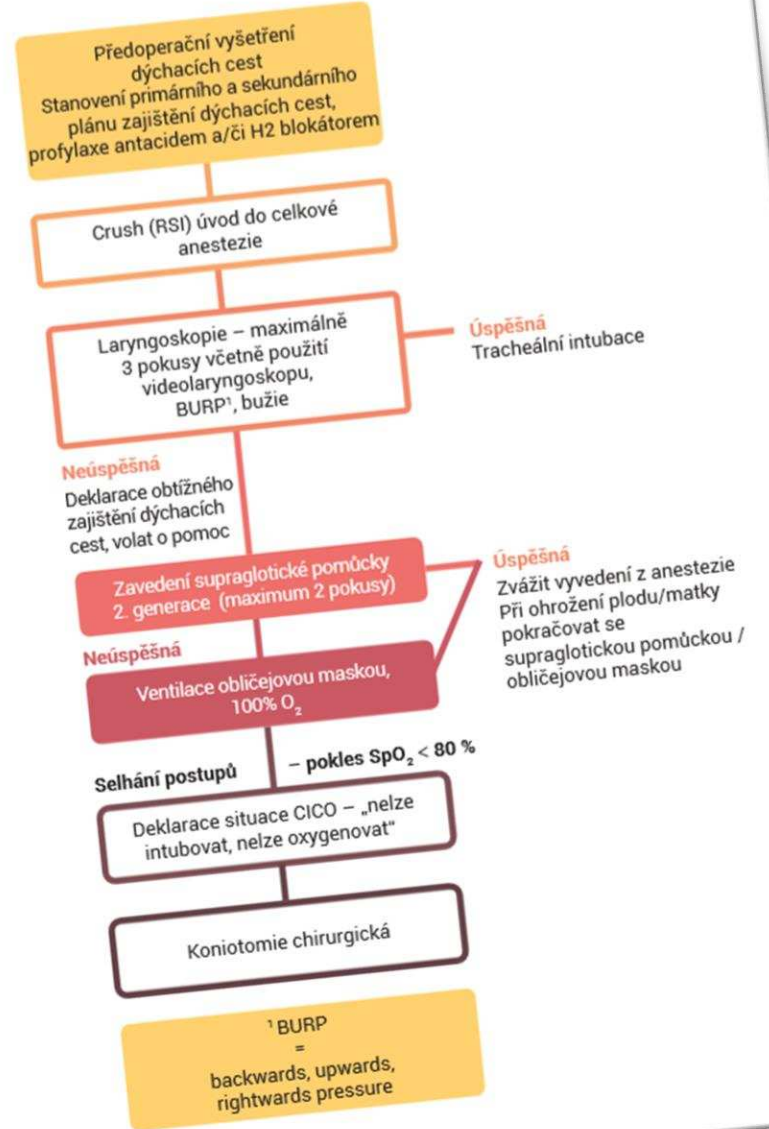 Předoperační vyšetření
dýchacích cest
Stanovení primárního a sekundárního
plánu zajištění dýchacích cest,
profylaxe antacidem a/či H2 blokátorem
Crush (RSI) úvod do celkové
anestezie
Laryngoskopie – maximálně
3 pokusy včetně použití
videolaryngoskopu,
BURP¹, bužie
Úspěšná
Tracheální intubace
Neúspěšná
Deklarace obtížného
zajištění dýchacích
cest, volat o pomoc
Zavedení supraglotické pomůcky
2. generace (maximum 2 pokusy)
Úspěšná
Zvážit vyvedení z anestezie
Při ohrožení plodu/matky
pokračovat se
supraglotickou pomůckou /
obličejovou maskou
Neúspěšná
Ventilace obličejovou maskou,
100% O₂
Selhání postupů – pokles SpO₂ < 80 %
Deklarace situace CICO – „nelze
intubovat, nelze oxygenovat“
Koniotomie chirurgická
¹ BURP
=
backwards, upwards,
rightwards pressure